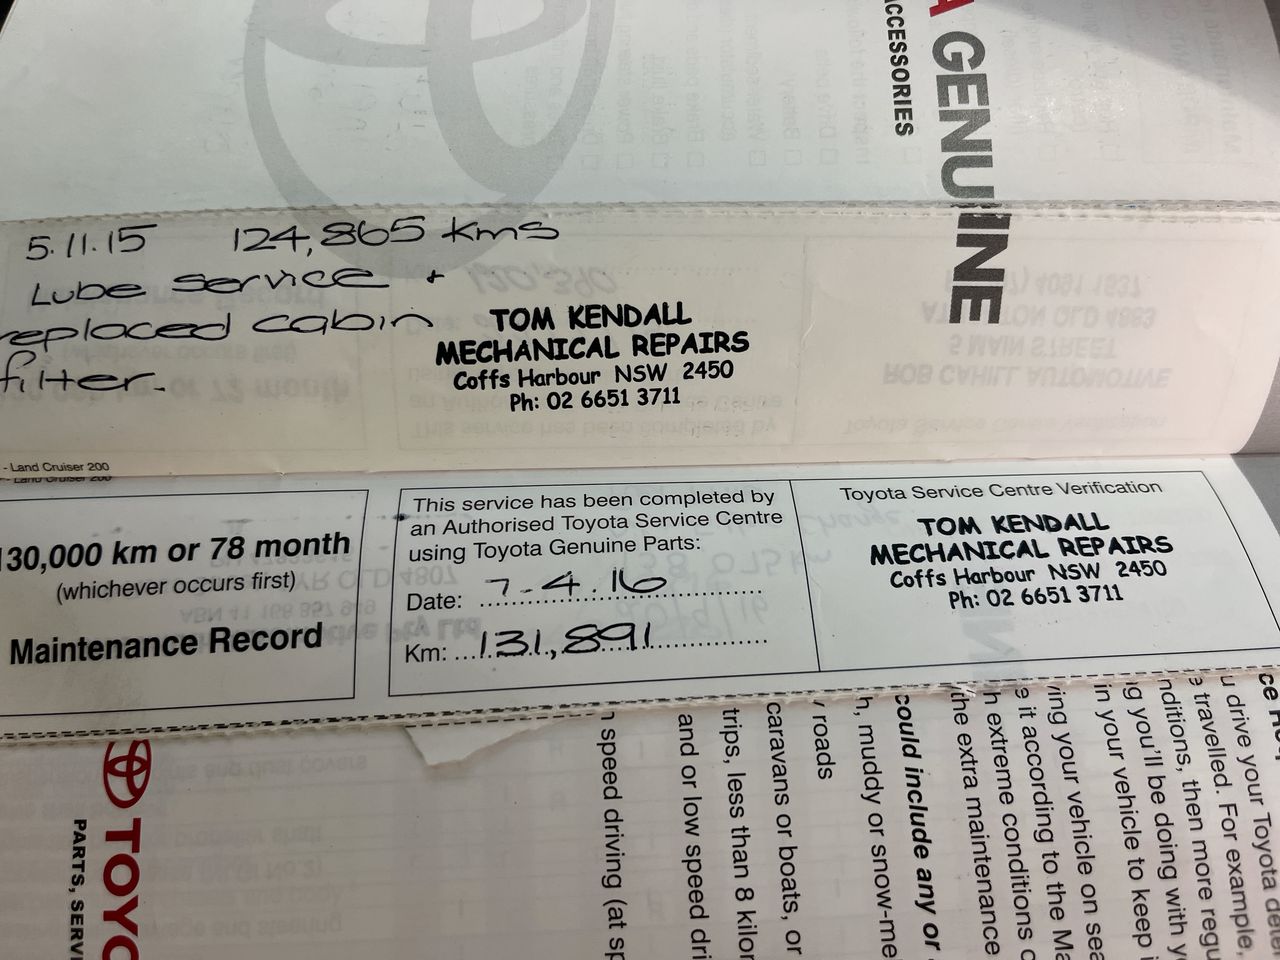 GENUINE
ACCESSORIES
5.11.15 124,865 kms
Lube service +
replaced cabin
filter.
TOM KENDALL
MECHANICAL REPAIRS
Coffs Harbour NSW 2450
Ph: 02 6651 3711
- Land Cruiser 200
130,000 km or 78 month
(whichever occurs first)
Maintenance Record
This service has been completed by
an Authorised Toyota Service Centre
using Toyota Genuine Parts:
Date: 7-4.16
Km: 131,891
Toyota Service Centre Verification
TOM KENDALL
MECHANICAL REPAIRS
Coffs Harbour NSW 2450
Ph: 02 6651 3711
u drive your Toyota
e travelled. For example,
nditions, then more regu
g you'll be doing with
in your vehicle to keep
ving your vehicle on
e it according to the
h extreme conditions
the extra maintenance
could include any or
h, muddy or snow-me
roads
caravans or boats, or
trips, less than 8
and or low speed
speed driving (at
TOYO
PARTS,